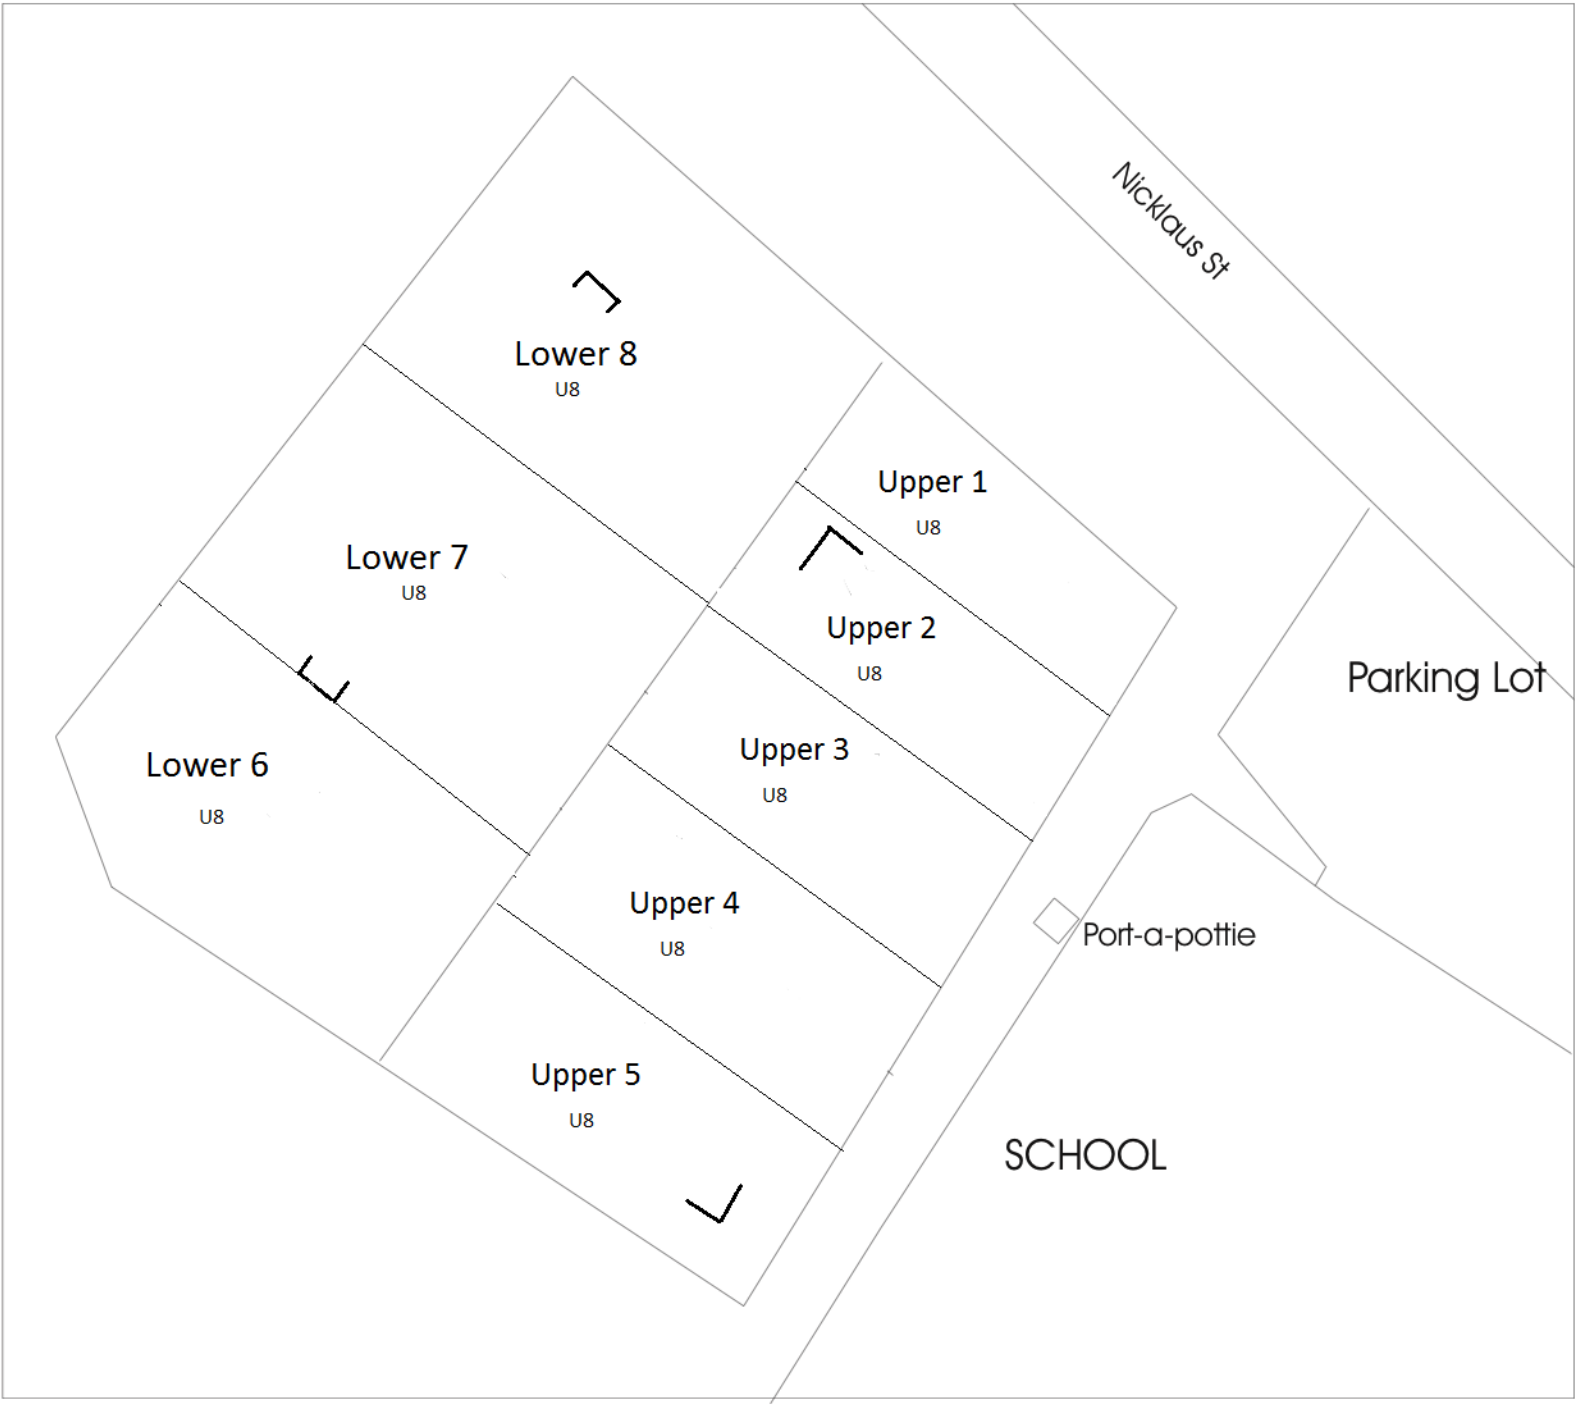 Nicklaus St
Lower 8
U8
Upper 1
U8
Lower 7
U8
Upper 2
U8
Parking Lot
Upper 3
U8
Lower 6
U8
Upper 4
U8
Port-a-pottie
Upper 5
U8
SCHOOL